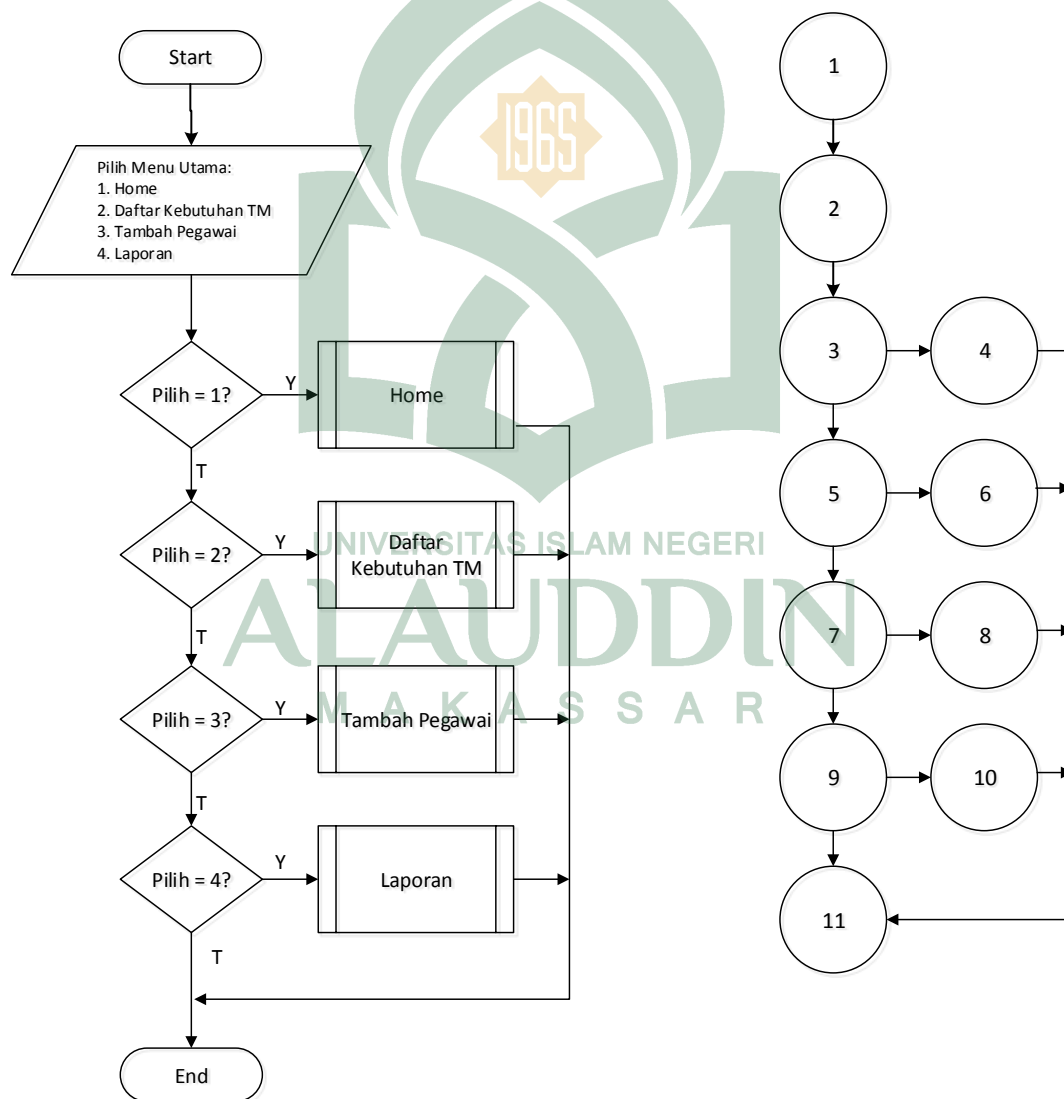 Start
Pilih Menu Utama:
1. Home
2. Daftar Kebutuhan TM
3. Tambah Pegawai
4. Laporan
Pilih = 1?
Y
Home
T
Pilih = 2?
Y
Daftar
Kebutuhan TM
T
Pilih = 3?
Y
Tambah Pegawai
T
Pilih = 4?
Y
Laporan
T
End
1
2
3
4
5
6
7
8
9
10
11
1965
UNIVERSITAS ISLAM NEGERI
ALAUDDIN
MAKASSAR